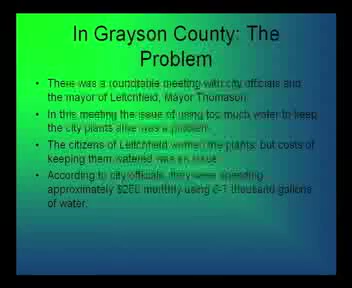 In Grayson County: The
Problem
• There was a roundtable meeting with city officials and
the mayor of Leitchfield, Mayor Thomason.
• In this meeting the issue of using too much water to keep
the city plants alive was a problem.
• The citizens of Leitchfield wanted the plants, but costs of
keeping them watered was an issue
• According to city officials, they were spending
approximately monthly using thousand gallons
of water.